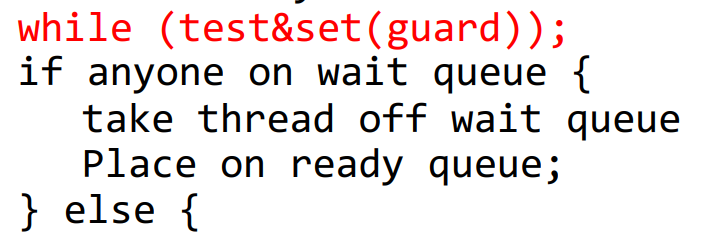 while (test&set(guard));
if anyone on wait queue {
take thread off wait queue
Place on ready queue;
} else {